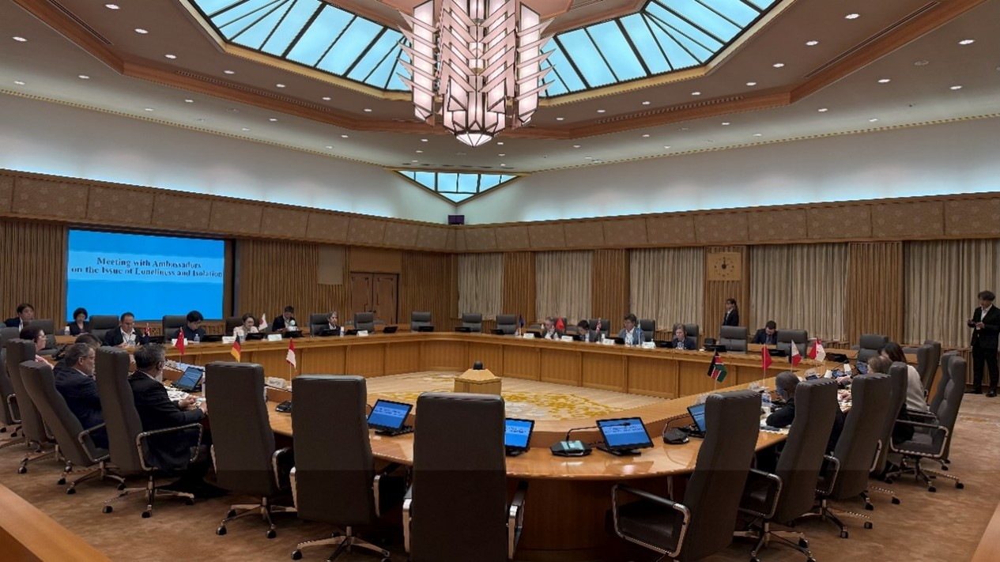 Meeting with Ambassadors
on the Issue of Loneliness and Isolation